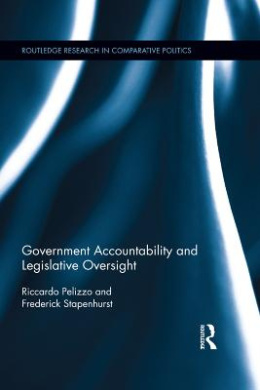 ROUTLEDGE RESEARCH IN COMPARATIVE POLITICS
Government Accountability and
Legislative Oversight
Riccardo Pelizzo and
Frederick Stapenhurst
ROUTLEDGE